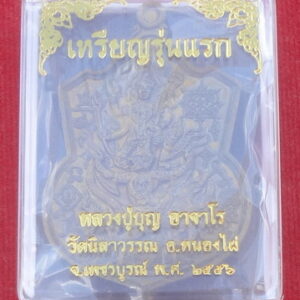 เหรียญรุ่นแรก
หลวงปู่บุญ อาจาโร
วัดนิลาวรรณ อ.หนองไผ่
จ.เพชรบูรณ์ พ.ศ. ๒๕๕๖